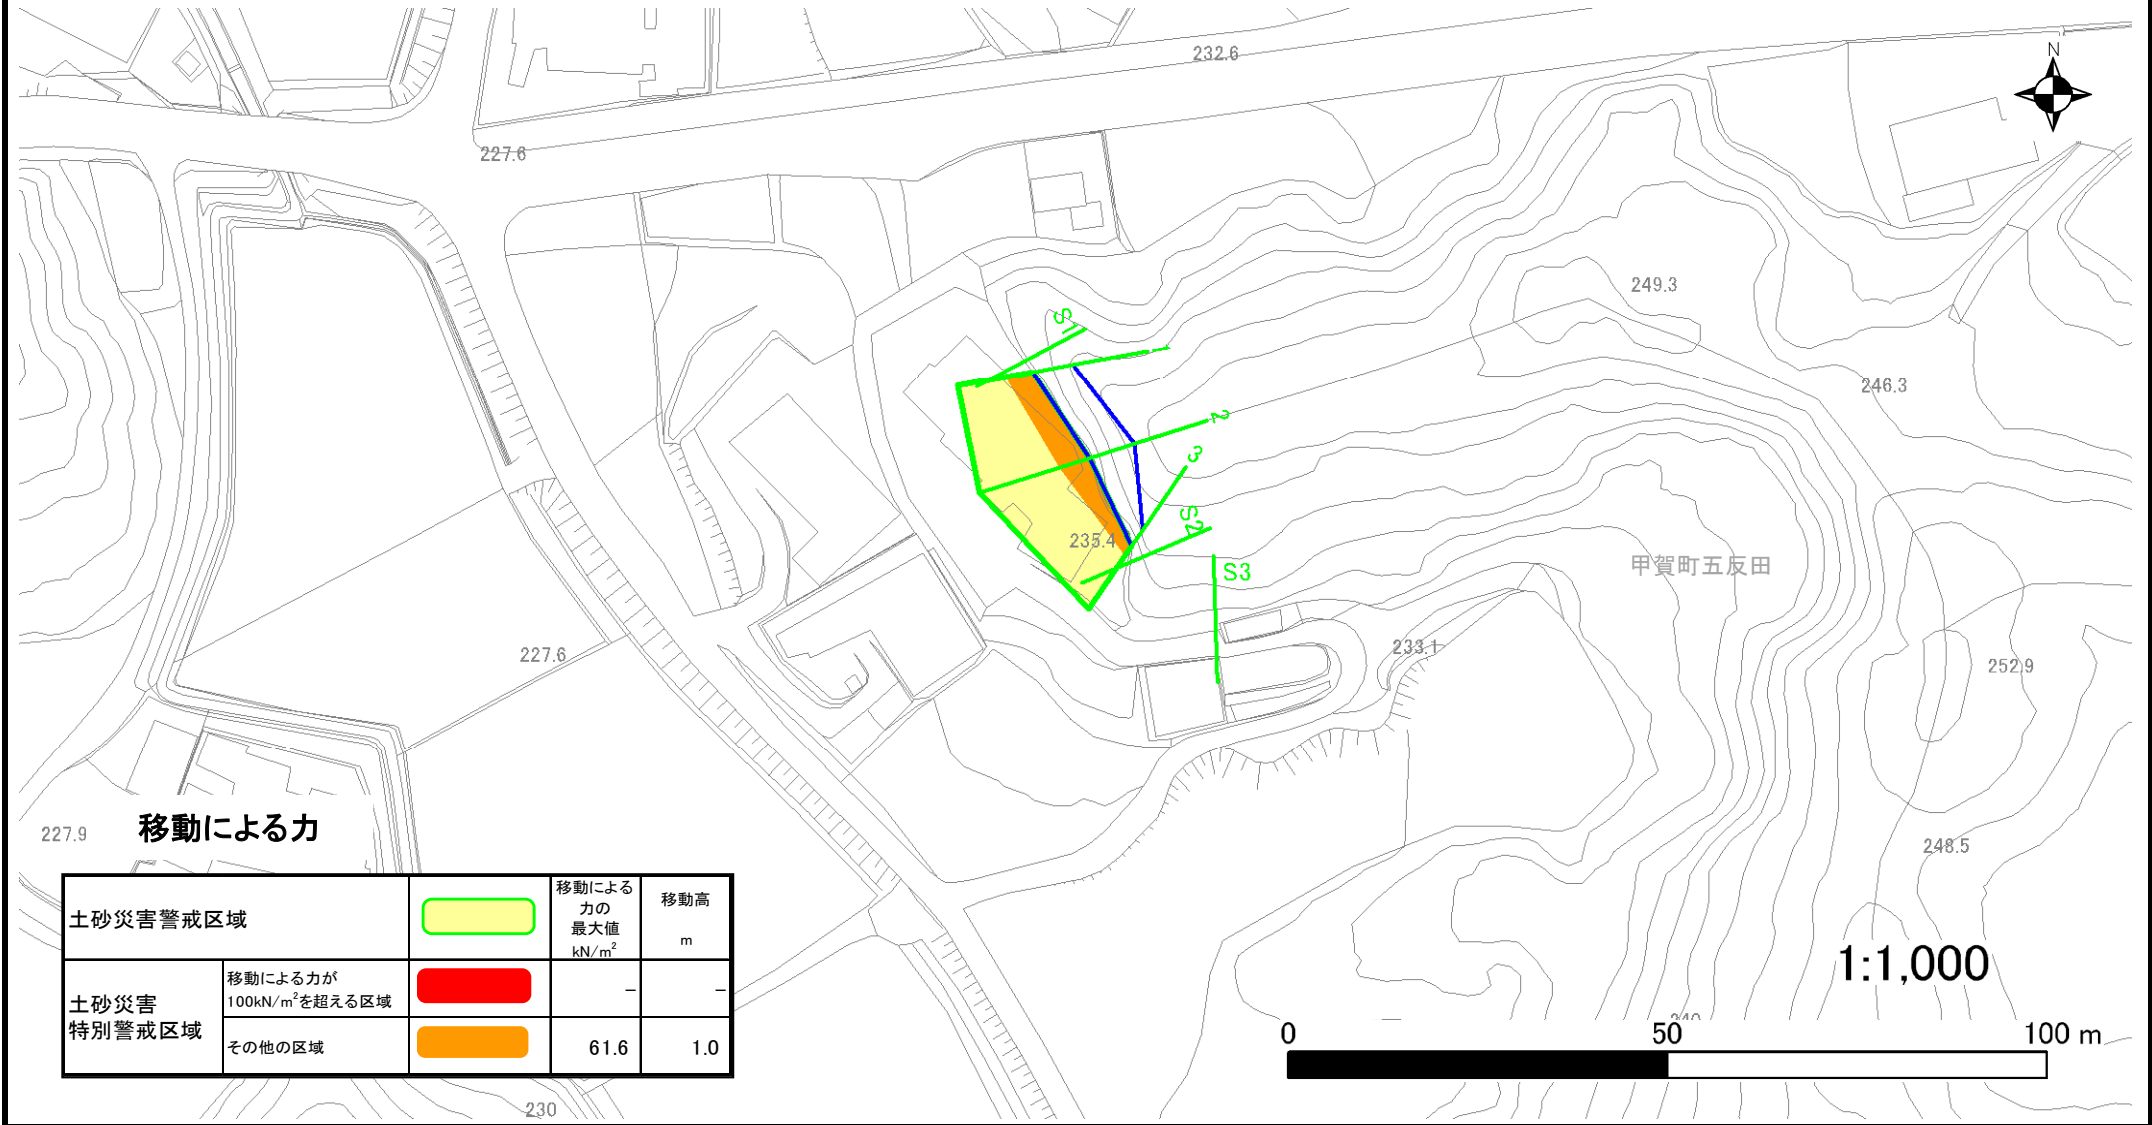 232.6
N
227.6
249.3
S1
1
246.3
2
3
S2
235.4
甲賀町五反田
S3
233.1
227.6
252.9
227.9
移動による力
248.5
土砂災害警戒区域
移動による
力の
最大値
kN/m²
移動高
m
土砂災害
特別警戒区域
移動による力が
100kN/m²を超える区域
－
－
その他の区域
61.6
1.0
1:1,000
240
0
50
100 m
230